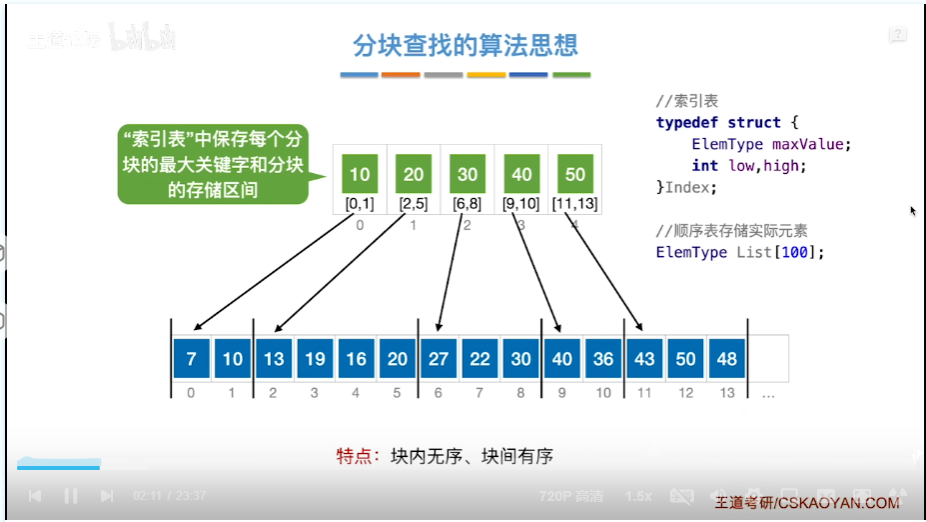 分块查找的算法思想
“索引表”中保存每个分
块的最大关键字和分块
的存储区间
10 20 30 40 50
[0,1] [2,5] [6,8] [9,10] [11,13]
0 1 2 3 4
//索引表
typedef struct {
ElemType maxValue;
int low,high;
}Index;
//顺序表存储实际元素
ElemType List[100];
7 10 13 19 16 20 27 22 30 40 36 43 50 48
0 1 2 3 4 5 6 7 8 9 10 11 12 13 ...
特点：块内无序、块间有序
02:11 / 23:37
720P 高清 1.5x
王道考研/CSKAOYAN.COM